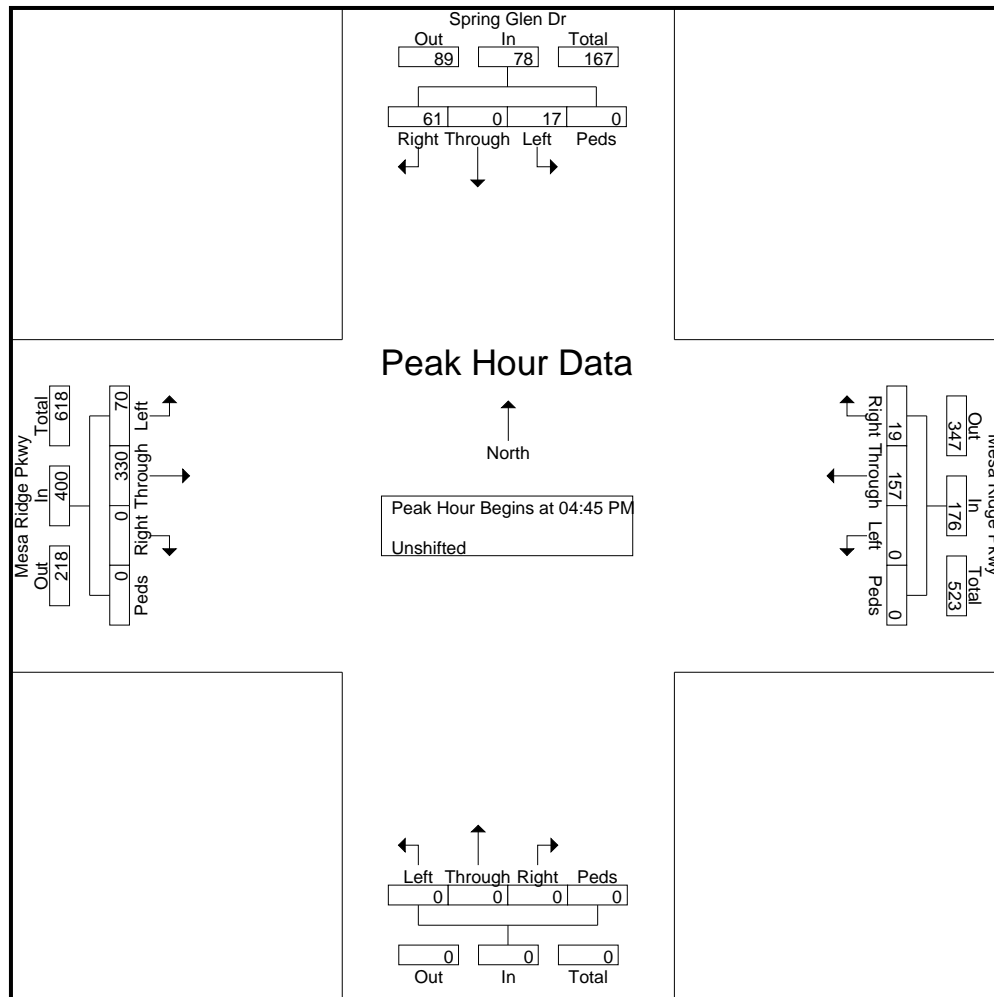 Spring Glen Dr
Out In Total
89 78 167
61 0 17 0
Right Through Left Peds
Peak Hour Data
North
Peak Hour Begins at 04:45 PM
Unshifted
Mesa Ridge Pkwy
Out In Total
218 400 618
0 0 330 70
Peds Right Through Left
Mesa Ridge Pkwy
Out In Total
347 176 523
19 157 0 0
Right Through Left Peds
Left Through Right Peds
0 0 0 0
0 0 0
Out In Total